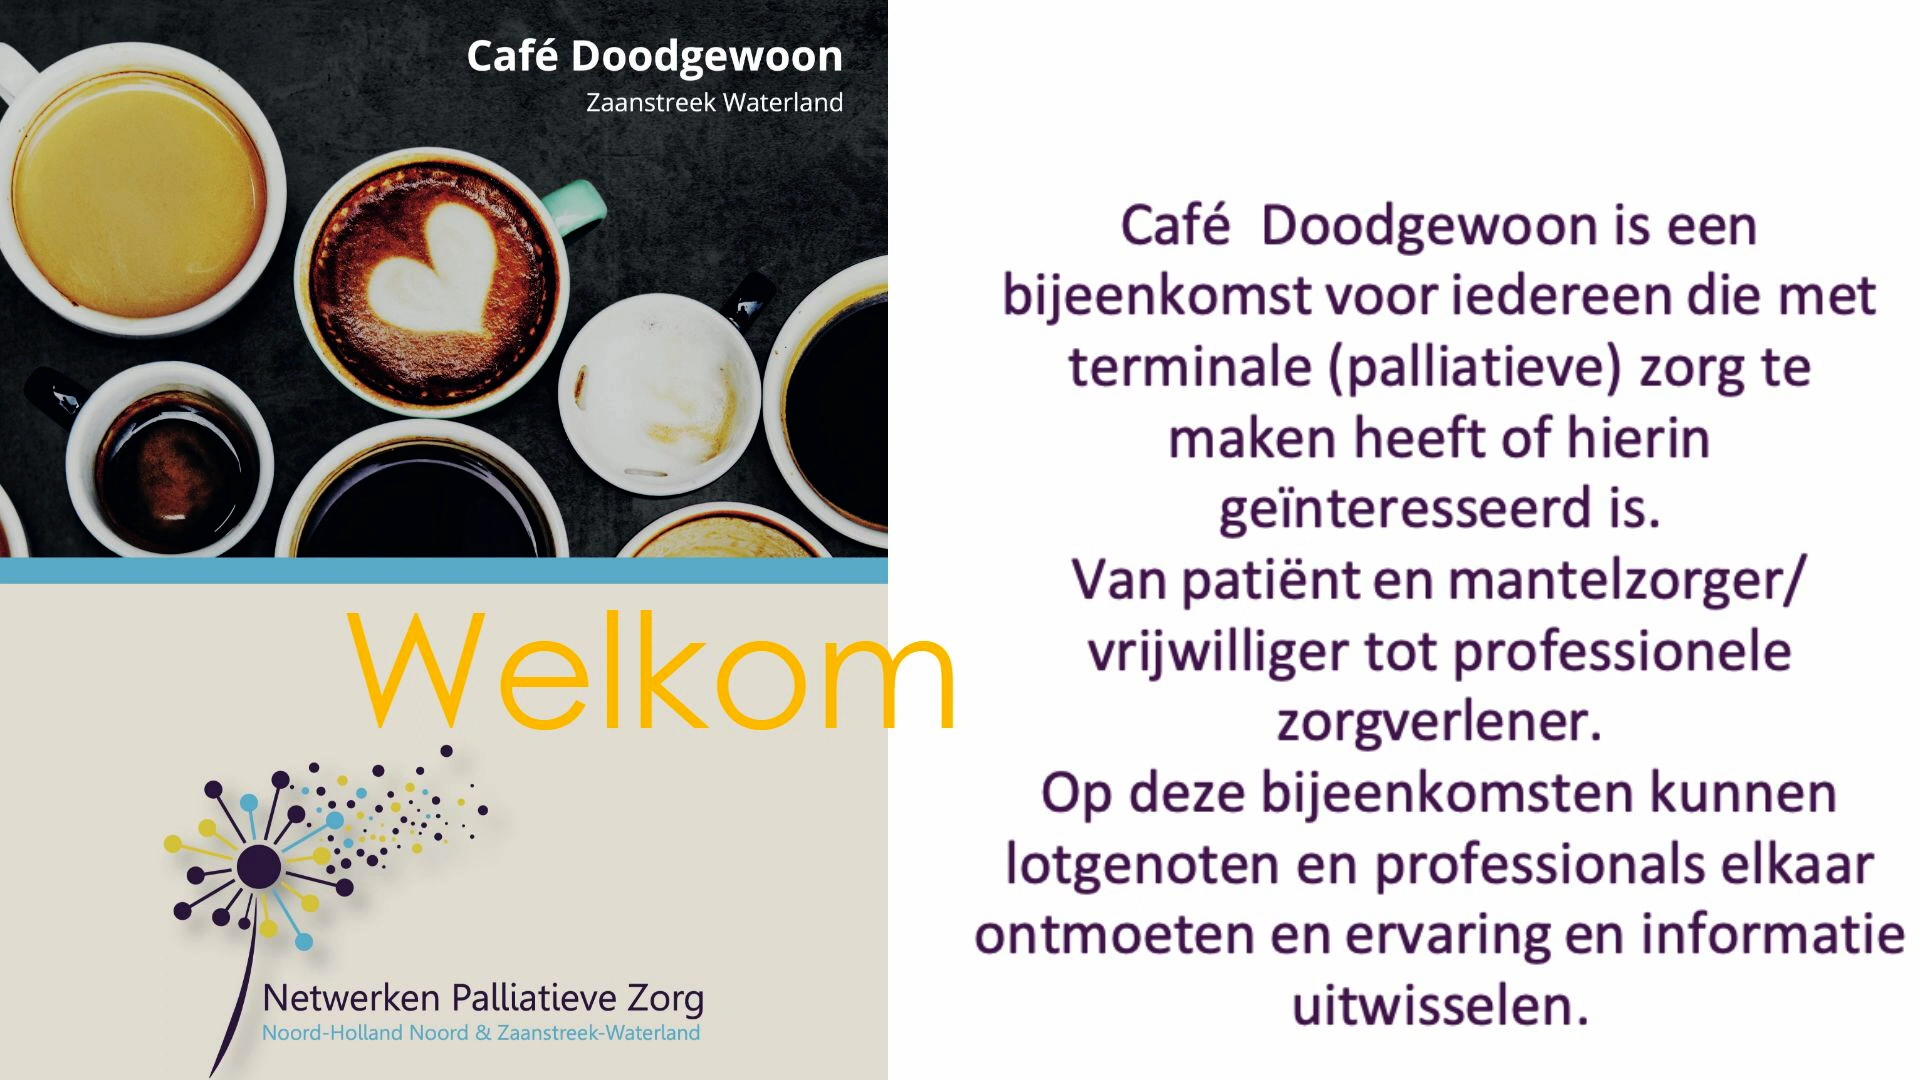 Café Doodgewoon
Zaanstreek Waterland
Welkom
Netwerken Palliatieve Zorg
Noord-Holland Noord & Zaanstreek-Waterland
Café Doodgewoon is een
bijeenkomst voor iedereen die met
terminale (palliatieve) zorg te
maken heeft of hierin
geïnteresseerd is.
Van patiënt en mantelzorger/
vrijwilliger tot professionele
zorgverlener.
Op deze bijeenkomsten kunnen
lotgenoten en professionals elkaar
ontmoeten en ervaring en informatie
uitwisselen.